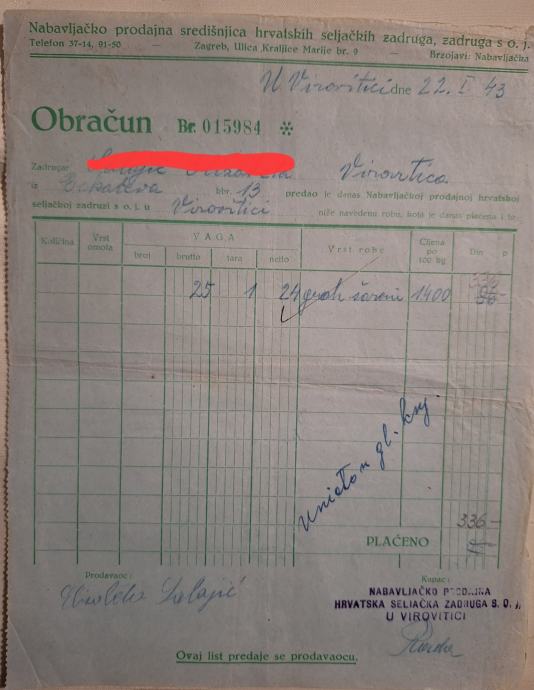 Nabavljačko prodajna središnjica hrvatskih seljačkih zadruga, zadruga s o. j.
Telefon 37-14, 91-50 — Zagreb, Ulica Kraljice Marije br. 9 — Brzojavi: Nabavljačka
U Virovitici dne 22. I 43
Obračun Br. 015984 *
Zadrugar Virovitica
iz kbr. 13 predao je danas Nabavljačkoj prodajnoj hrvatskoj
seljačkoj zadruzi s o. j. u Virovitici niže navedenu robu, koja je danas plaćena i to
Količina Vrst omota VAGA Vrst robe Cijena po 100 kg Din p
broj brutto tara netto
336
25 1 24 grah šareni 1400
Unieto u gl. knj
336-
PLAĆENO
Prodavaoc: Kupac:
NABAVLJAČKO PRODAJNA
HRVATSKA SELJAČKA ZADRUGA S. O. J.
U VIROVITICI
Ovaj list predaje se prodavaocu.